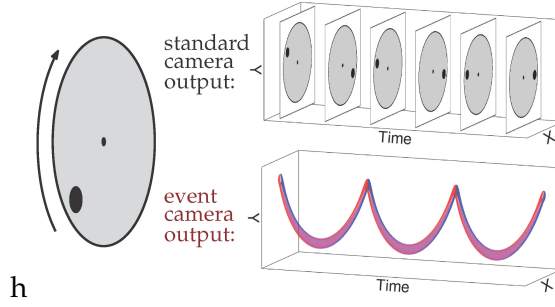 standard
camera
output:
Y
Time
X
event
camera
output:
Y
Time
X
h